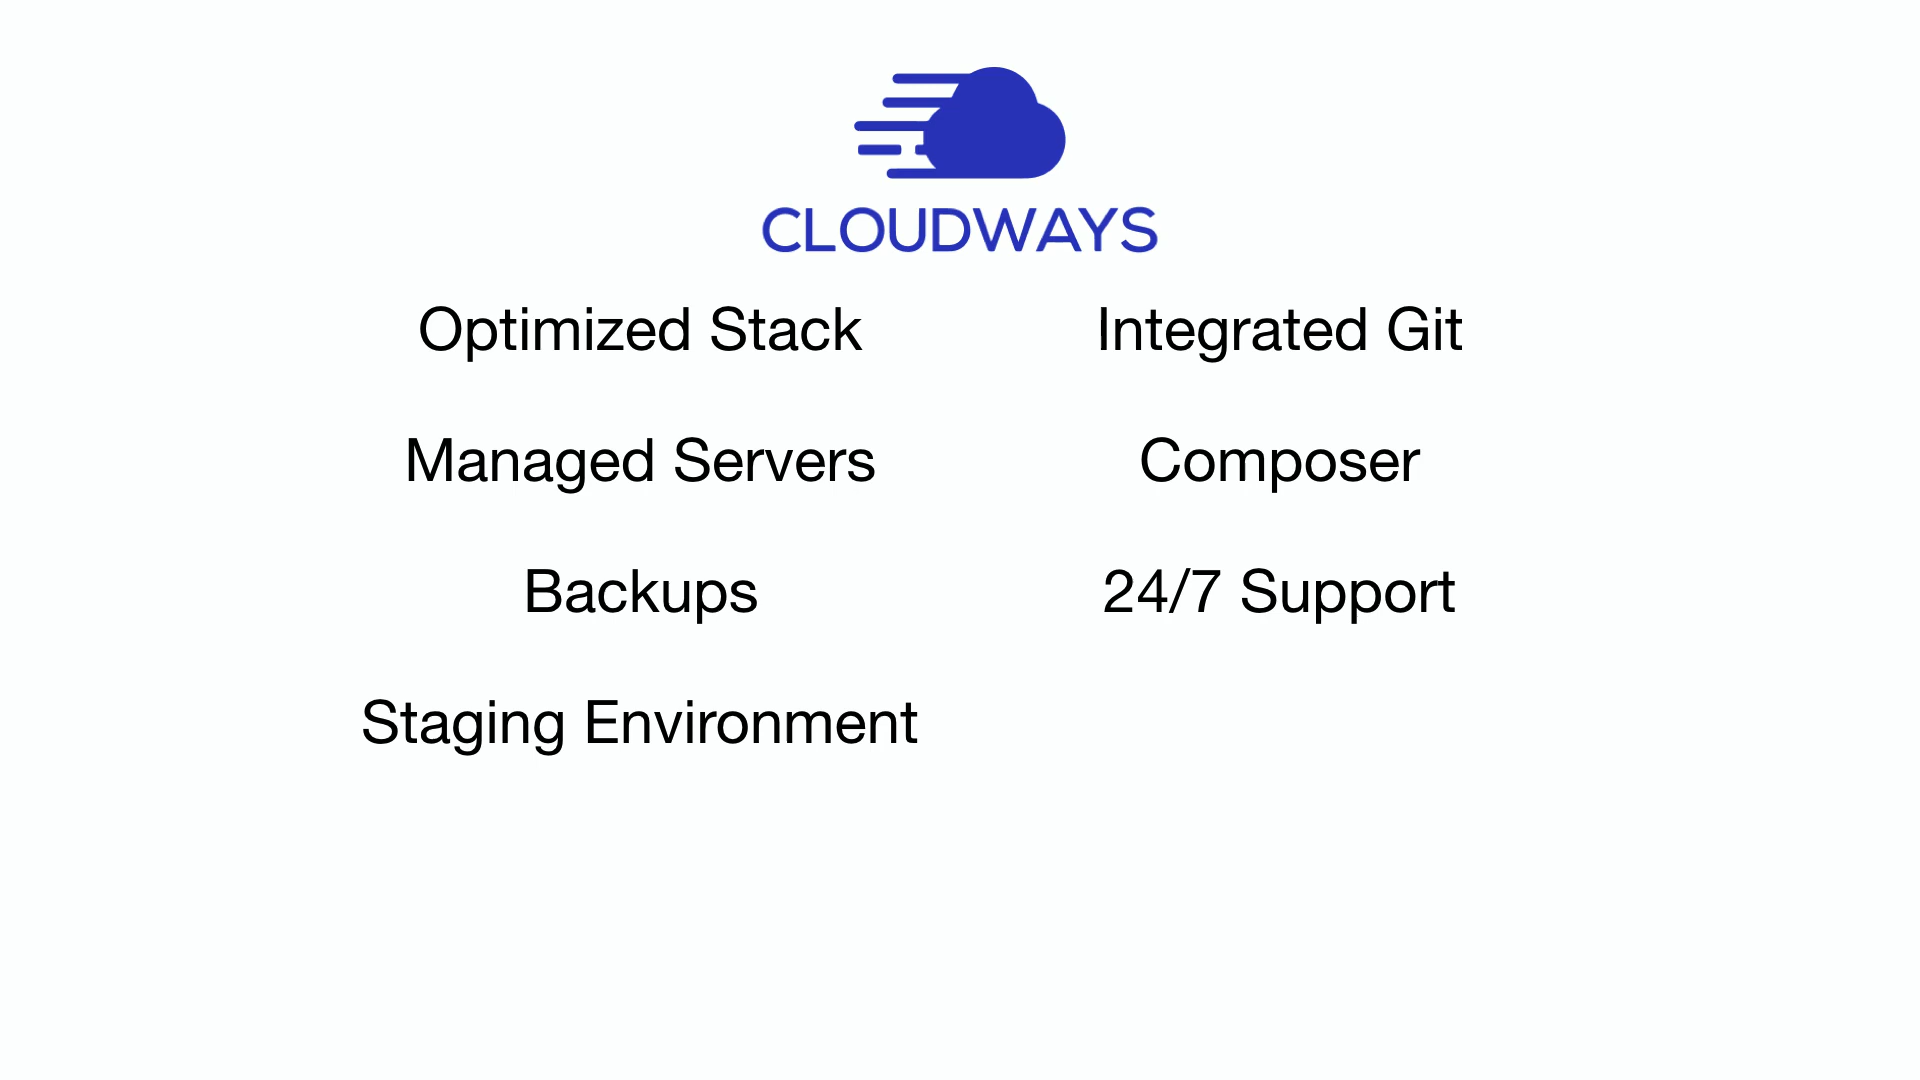 CLOUDWAYS
Optimized Stack
Managed Servers
Backups
Staging Environment
Integrated Git
Composer
24/7 Support